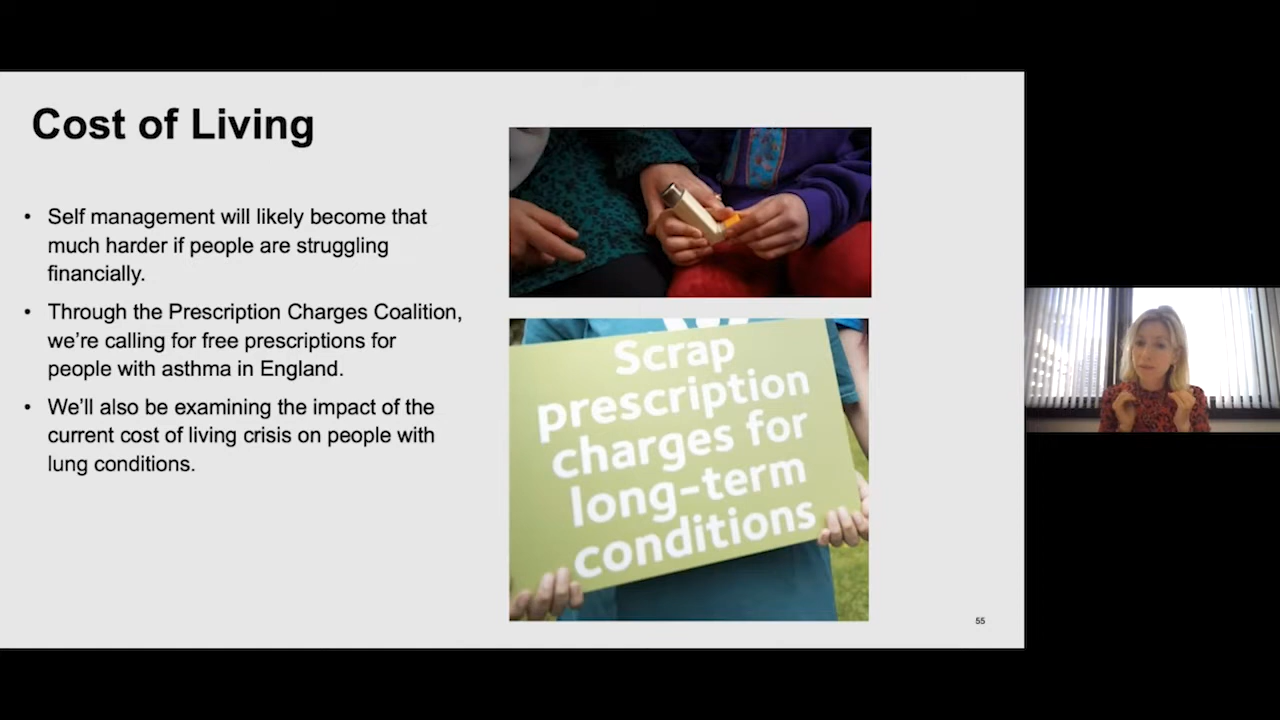 Cost of Living
• Self management will likely become that
much harder if people are struggling
financially.
• Through the Prescription Charges Coalition,
we're calling for free prescriptions for
people with asthma in England.
• We'll also be examining the impact of the
current cost of living crisis on people with
lung conditions.
Scrap
prescription
charges for
long-term
conditions
55